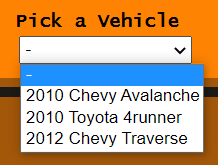 Pick a Vehicle
-
-
2010 Chevy Avalanche
2010 Toyota 4runner
2012 Chevy Traverse